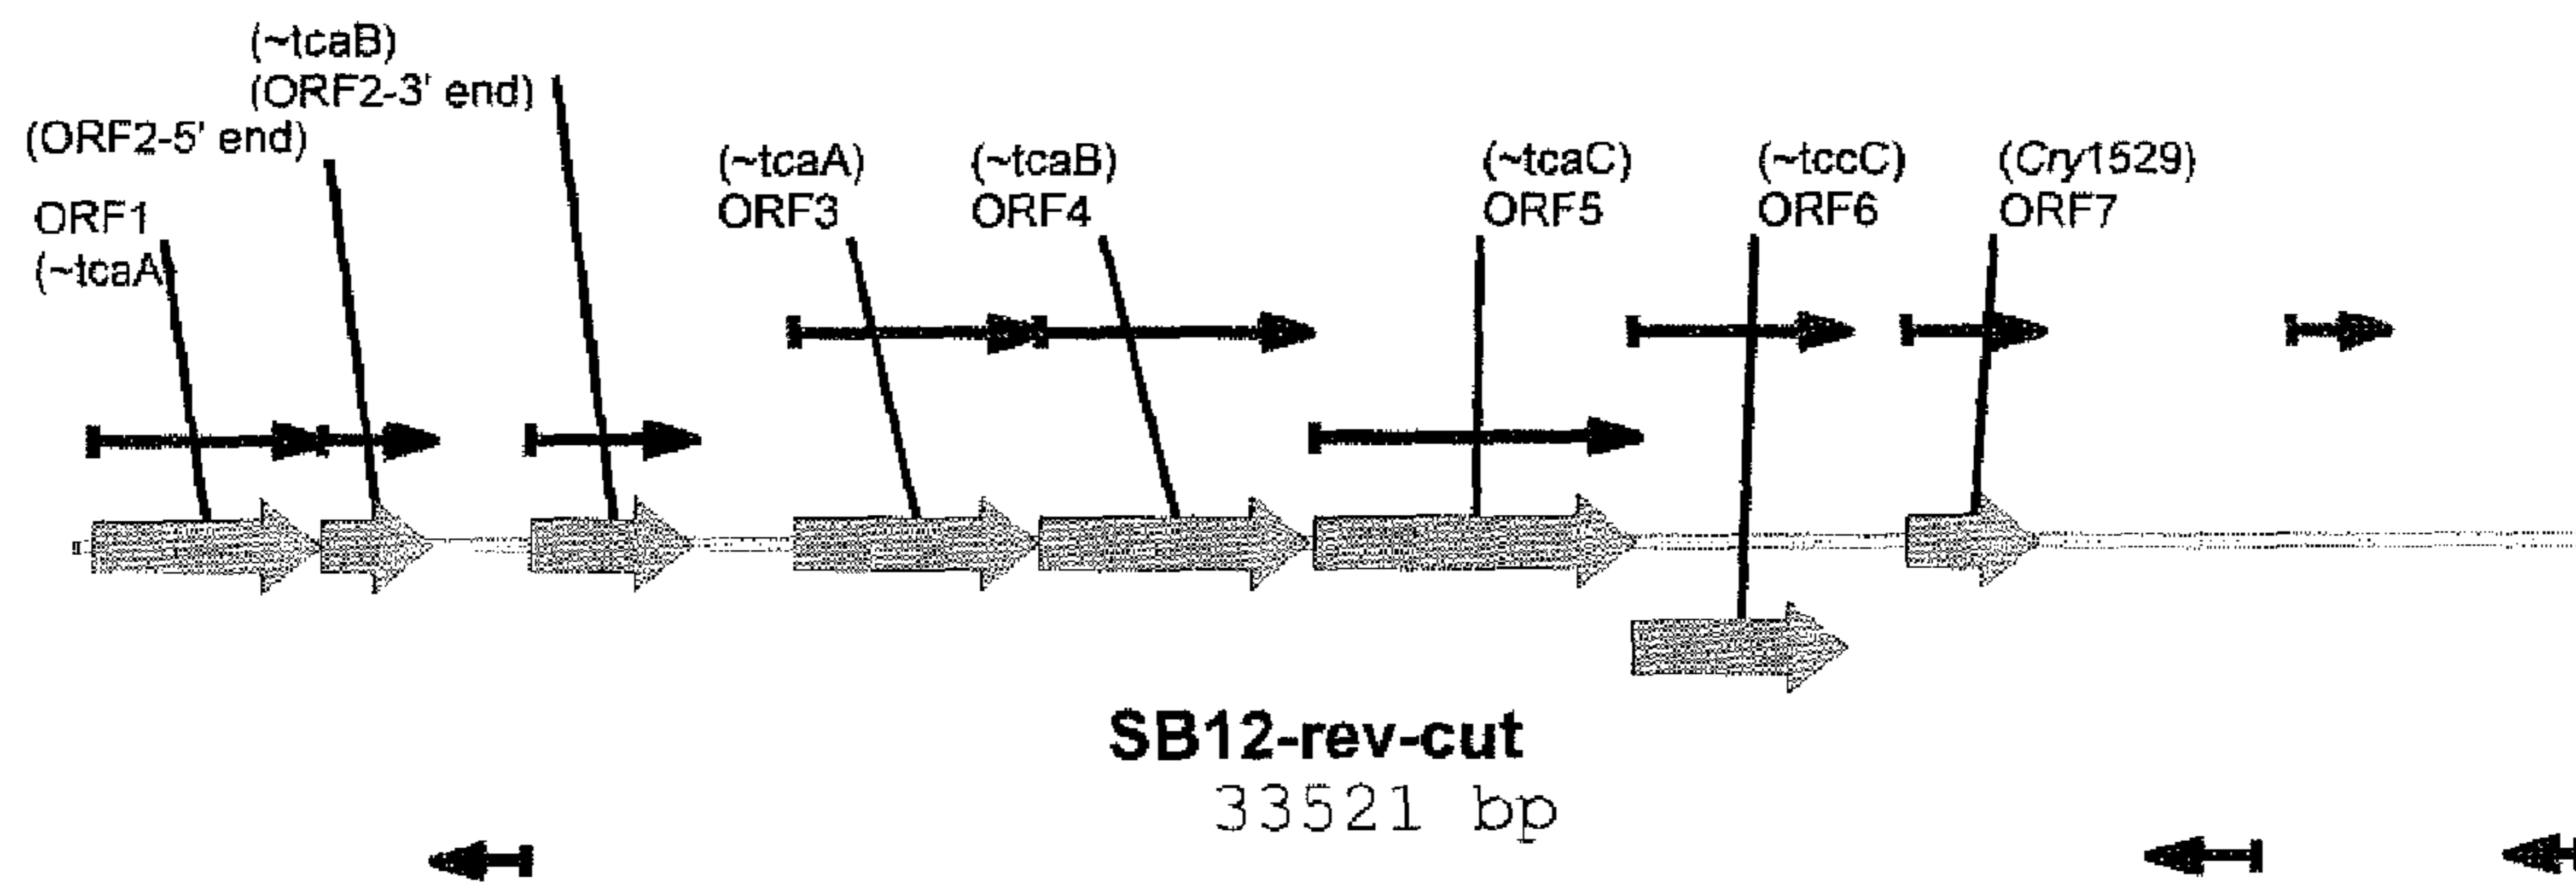 (~tcaB)
(ORF2-3' end)
(ORF2-5' end)
ORF1
(~tcaA)
(~tcaA)
ORF3
(~tcaB)
ORF4
(~tcaC)
ORF5
(~tccC)
ORF6
(Cry1529)
ORF7
SB12-rev-cut
33521 bp